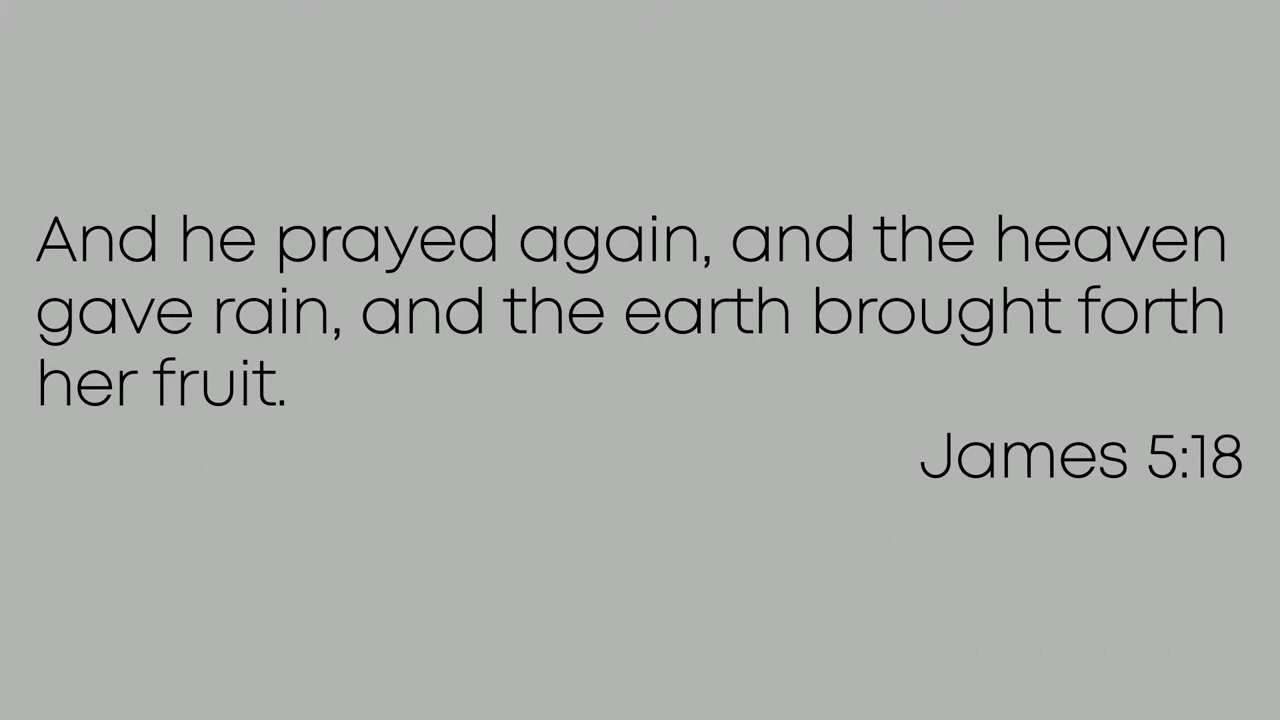 And he prayed again, and the heaven
gave rain, and the earth brought forth
her fruit.
James 5:18